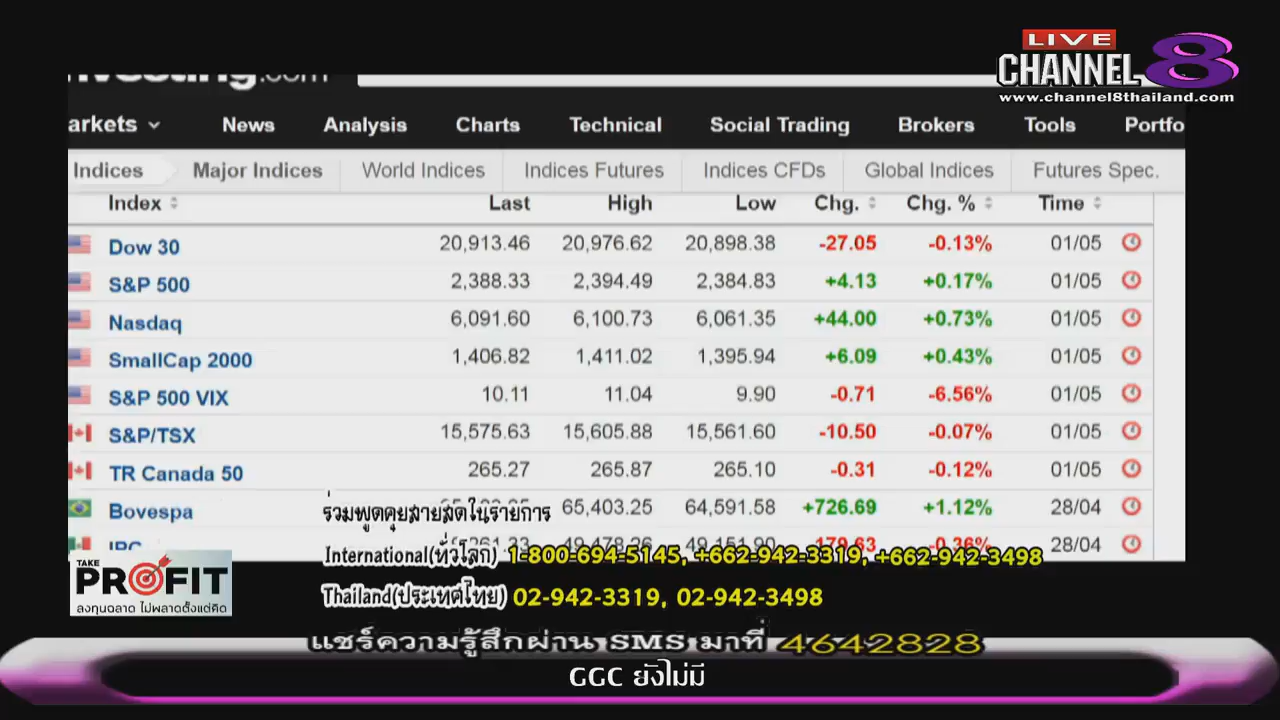 LIVE
CHANNEL 8
www.channel8thailand.com
arkets News Analysis Charts Technical Social Trading Brokers Tools Portfo
Indices Major Indices World Indices Indices Futures Indices CFDs Global Indices Futures Spec.
Index Last High Low Chg. Chg. % Time
Dow 30 20,913.46 20,976.62 20,898.38 -27.05 -0.13% 01/05
S&P 500 2,388.33 2,394.49 2,384.83 +4.13 +0.17% 01/05
Nasdaq 6,091.60 6,100.73 6,061.35 +44.00 +0.73% 01/05
SmallCap 2000 1,406.82 1,411.02 1,395.94 +6.09 +0.43% 01/05
S&P 500 VIX 10.11 11.04 9.90 -0.71 -6.56% 01/05
S&P/TSX 15,575.63 15,605.88 15,561.60 -10.50 -0.07% 01/05
TR Canada 50 265.27 265.87 265.10 -0.31 -0.12% 01/05
Bovespa 65,403.25 64,591.58 +726.69 +1.12% 28/04
-0.36% 28/04
ร่วมพูดคุยสายสดในรายการ
International(ทั่วโลก) 1-800-694-5145, +662-942-3319, +662-942-3498
Thailand(ประเทศไทย) 02-942-3319, 02-942-3498
TAKE
PROFIT
ลงทุนฉลาด ไม่พลาดตั้งแต่คิด
แชร์ความรู้สึกผ่าน SMS มาที่ 4642828
GGC ยังไม่มี